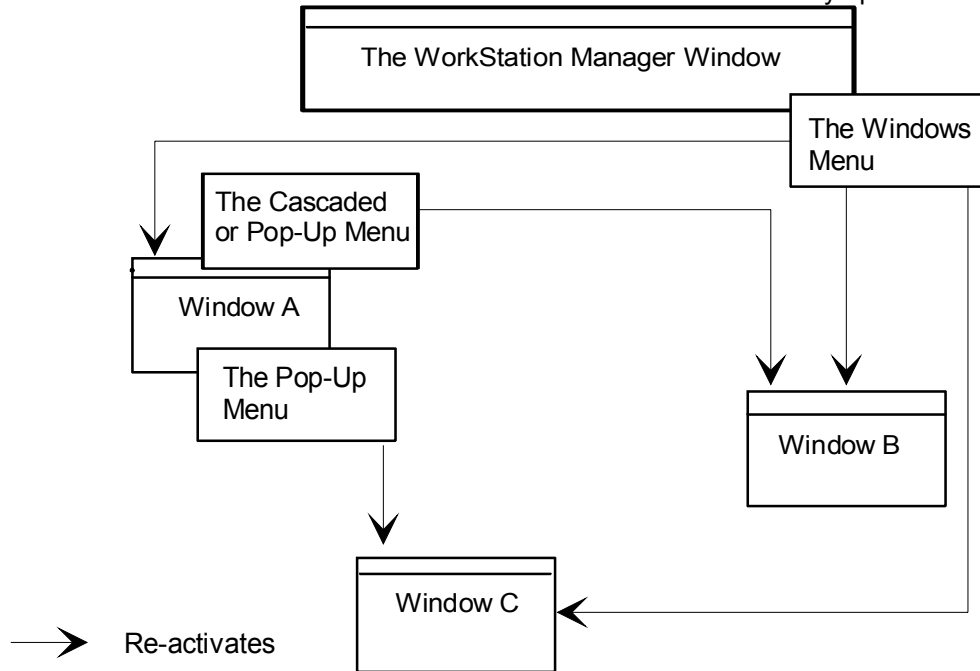 The WorkStation Manager Window
The Windows
Menu
The Cascaded
or Pop-Up Menu
Window A
The Pop-Up
Menu
Window B
Window C
Re-activates